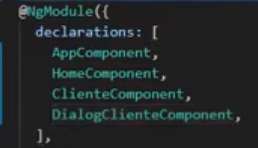 @NgModule({
declarations: [
AppComponent,
HomeComponent,
ClienteComponent,
DialogClienteComponent,
],